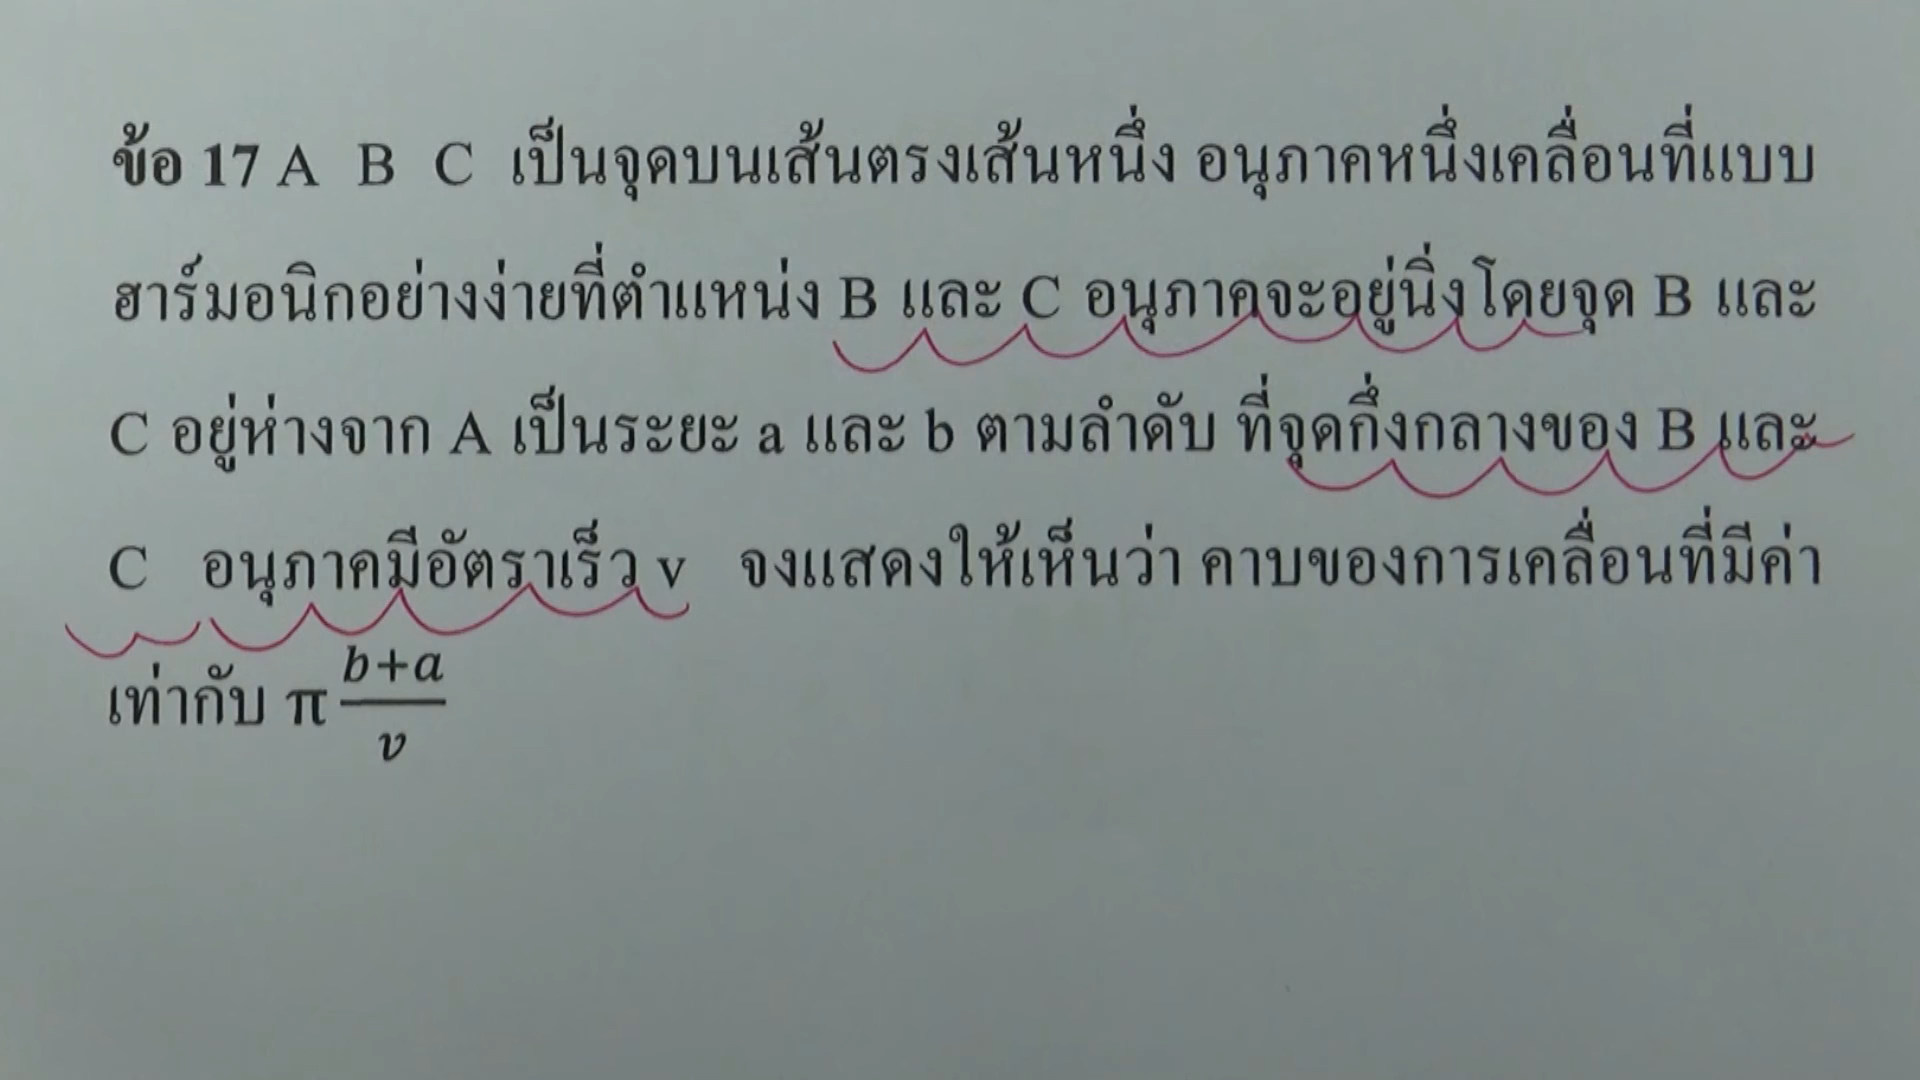 ข้อ 17 A B C เป็นจุดบนเส้นตรงเส้นหนึ่ง อนุภาคหนึ่งเคลื่อนที่แบบ
ฮาร์มอนิกอย่างง่ายที่ตำแหน่ง B และ C อนุภาคจะอยู่นิ่งโดยจุด B และ
C อยู่ห่างจาก A เป็นระยะ a และ b ตามลำดับ ที่จุดกึ่งกลางของ B และ
C อนุภาคมีอัตราเร็ว v จงแสดงให้เห็นว่า คาบของการเคลื่อนที่มีค่า
เท่ากับ π \frac{b+a}{v}